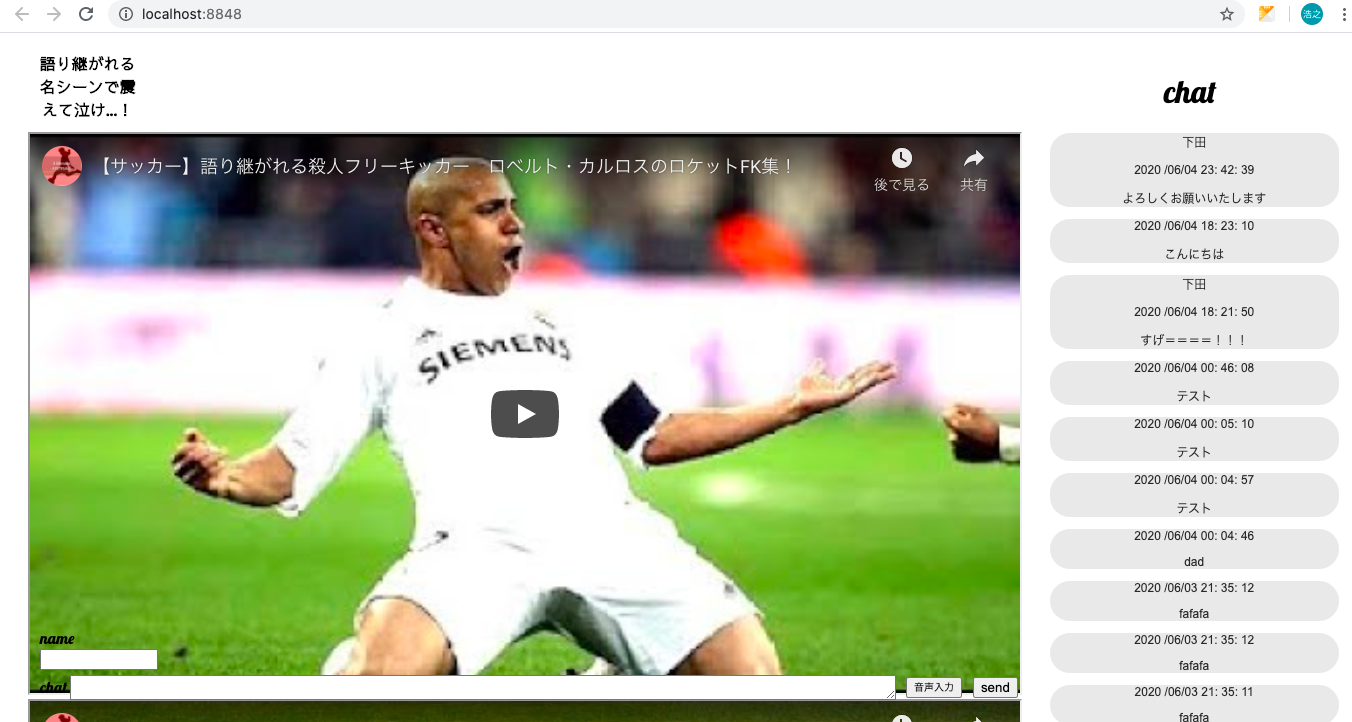 localhost:8848
浩之
語り継がれる
名シーンで震
えて泣け...！
【サッカー】語り継がれる殺人フリーキッカー　ロベルト・カルロスのロケットFK集！
後で見る
共有
SIEMENS
name
chat
音声入力
send
chat
下田
2020 /06/04 23: 42: 39
よろしくお願いいたします
2020 /06/04 18: 23: 10
こんにちは
下田
2020 /06/04 18: 21: 50
すげ＝＝＝＝！！！
2020 /06/04 00: 46: 08
テスト
2020 /06/04 00: 05: 10
テスト
2020 /06/04 00: 04: 57
テスト
2020 /06/04 00: 04: 46
dad
2020 /06/03 21: 35: 12
fafafa
2020 /06/03 21: 35: 12
fafafa
2020 /06/03 21: 35: 11
fafafa